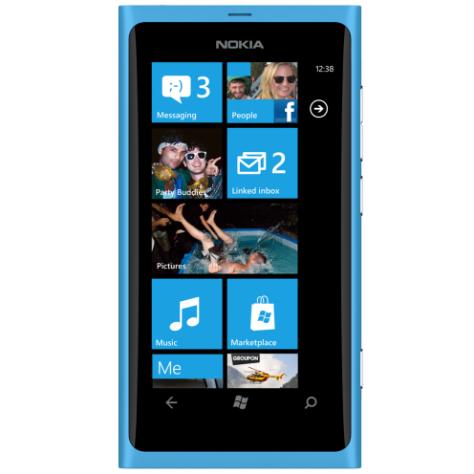 NOKIA
12:38
3
Messaging
People
f
Party Buddies
2
Linked inbox
Pictures
Music
Marketplace
Me
GROUPON